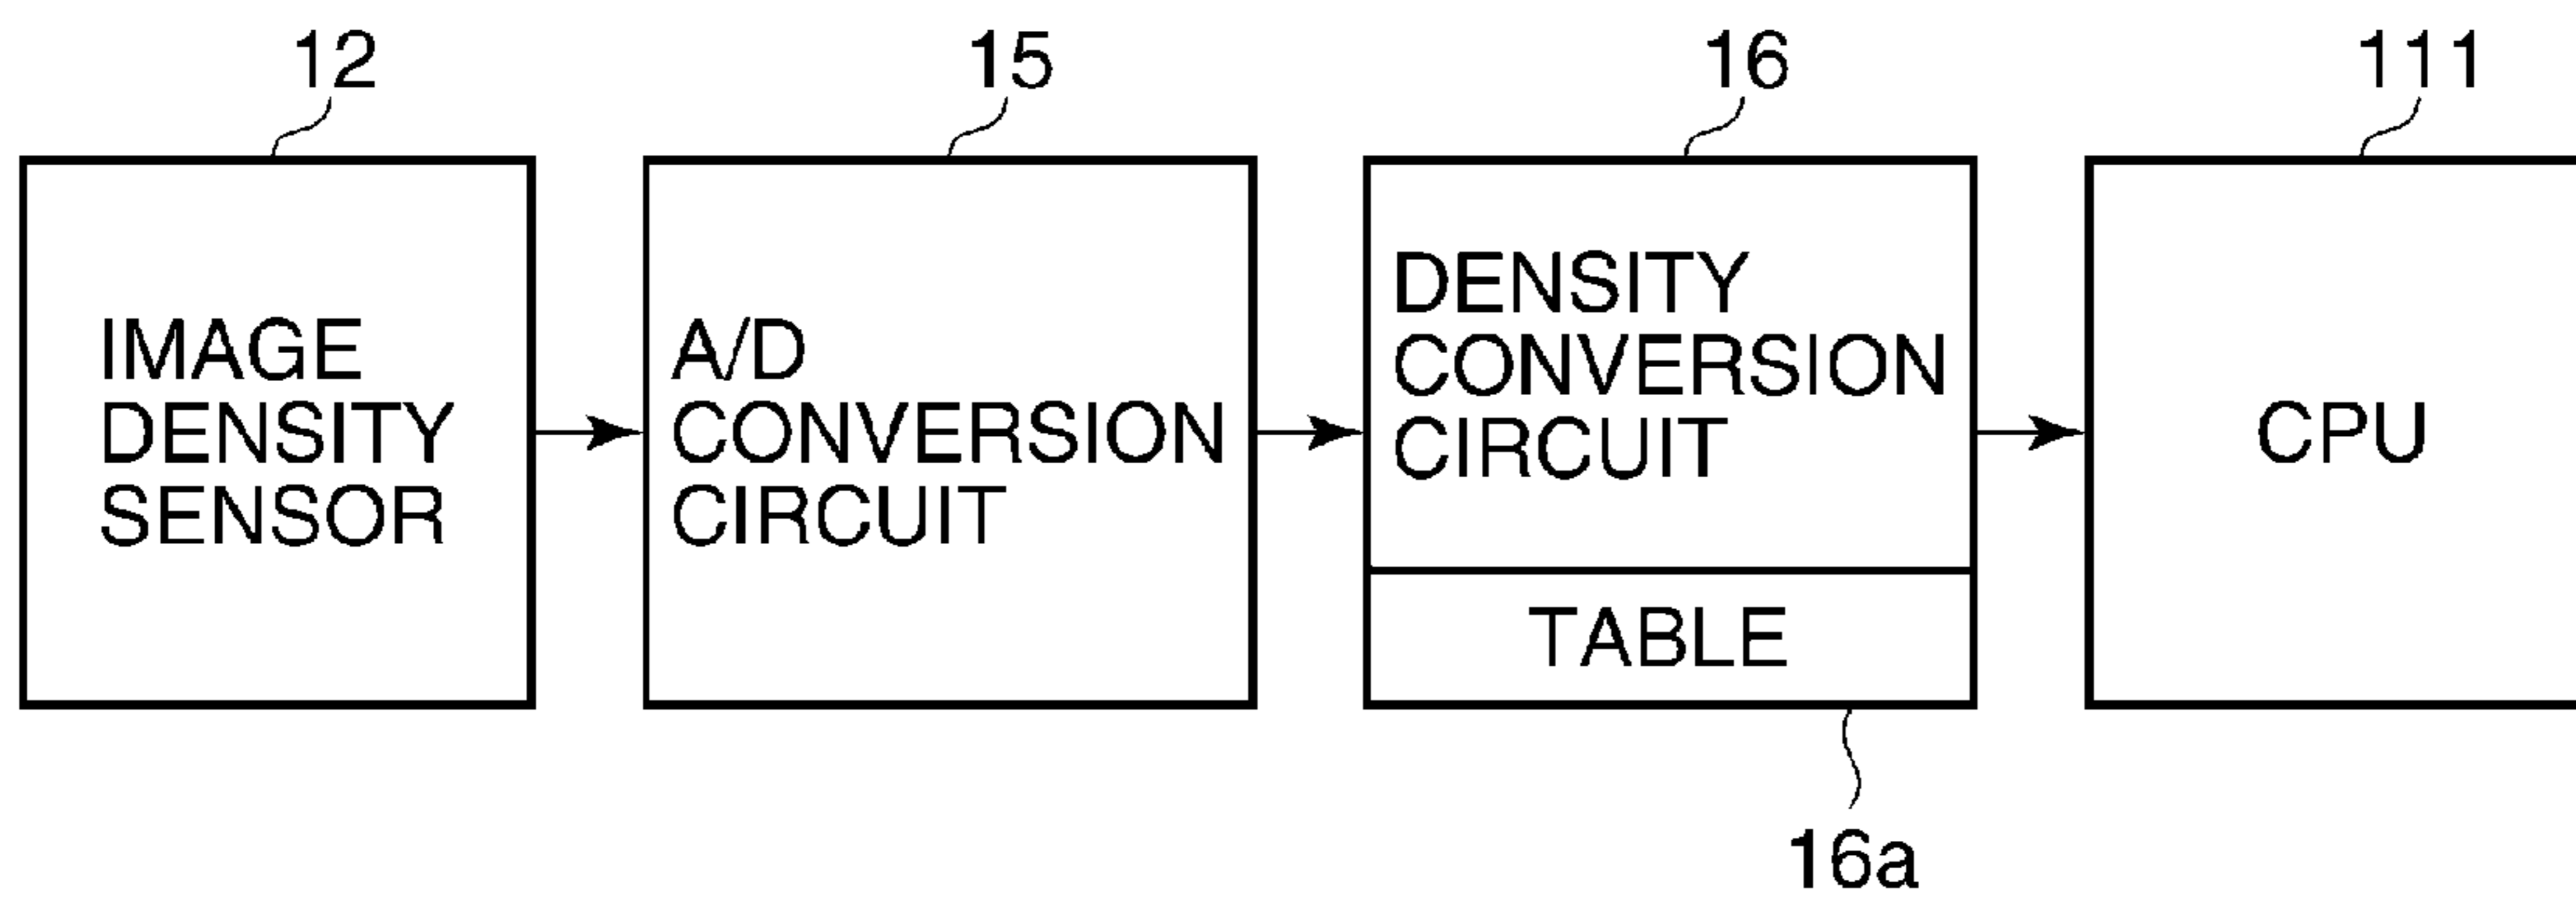 12
15
16
111
IMAGE
DENSITY
SENSOR
A/D
CONVERSION
CIRCUIT
DENSITY
CONVERSION
CIRCUIT
TABLE
CPU
16a